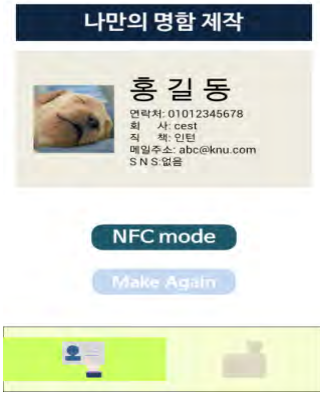 나만의 명함 제작
홍 길 동
연락처: 01012345678
회 사: cest
직 책: 인턴
메일주소: abc@knu.com
S N S:없음
NFC mode
Make Again